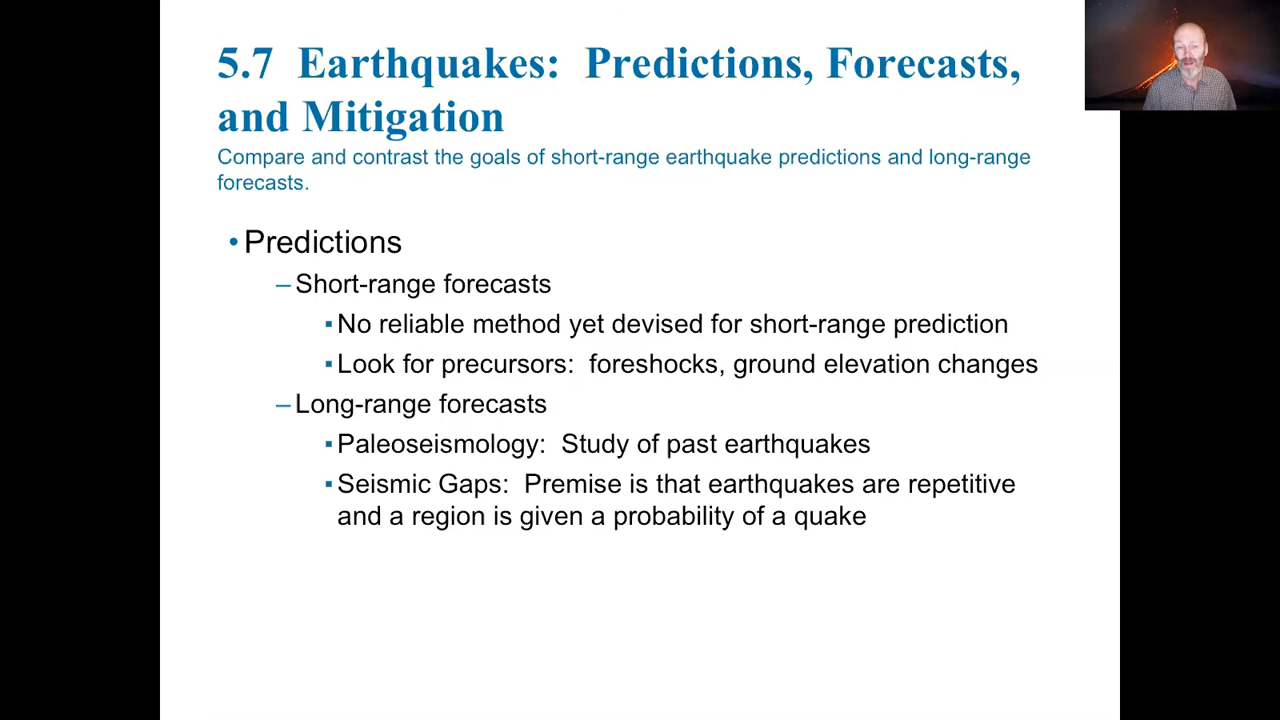 5.7  Earthquakes:  Predictions, Forecasts,
and Mitigation
Compare and contrast the goals of short-range earthquake predictions and long-range
forecasts.
• Predictions
– Short-range forecasts
▪ No reliable method yet devised for short-range prediction
▪ Look for precursors:  foreshocks, ground elevation changes
– Long-range forecasts
▪ Paleoseismology:  Study of past earthquakes
▪ Seismic Gaps:  Premise is that earthquakes are repetitive
and a region is given a probability of a quake